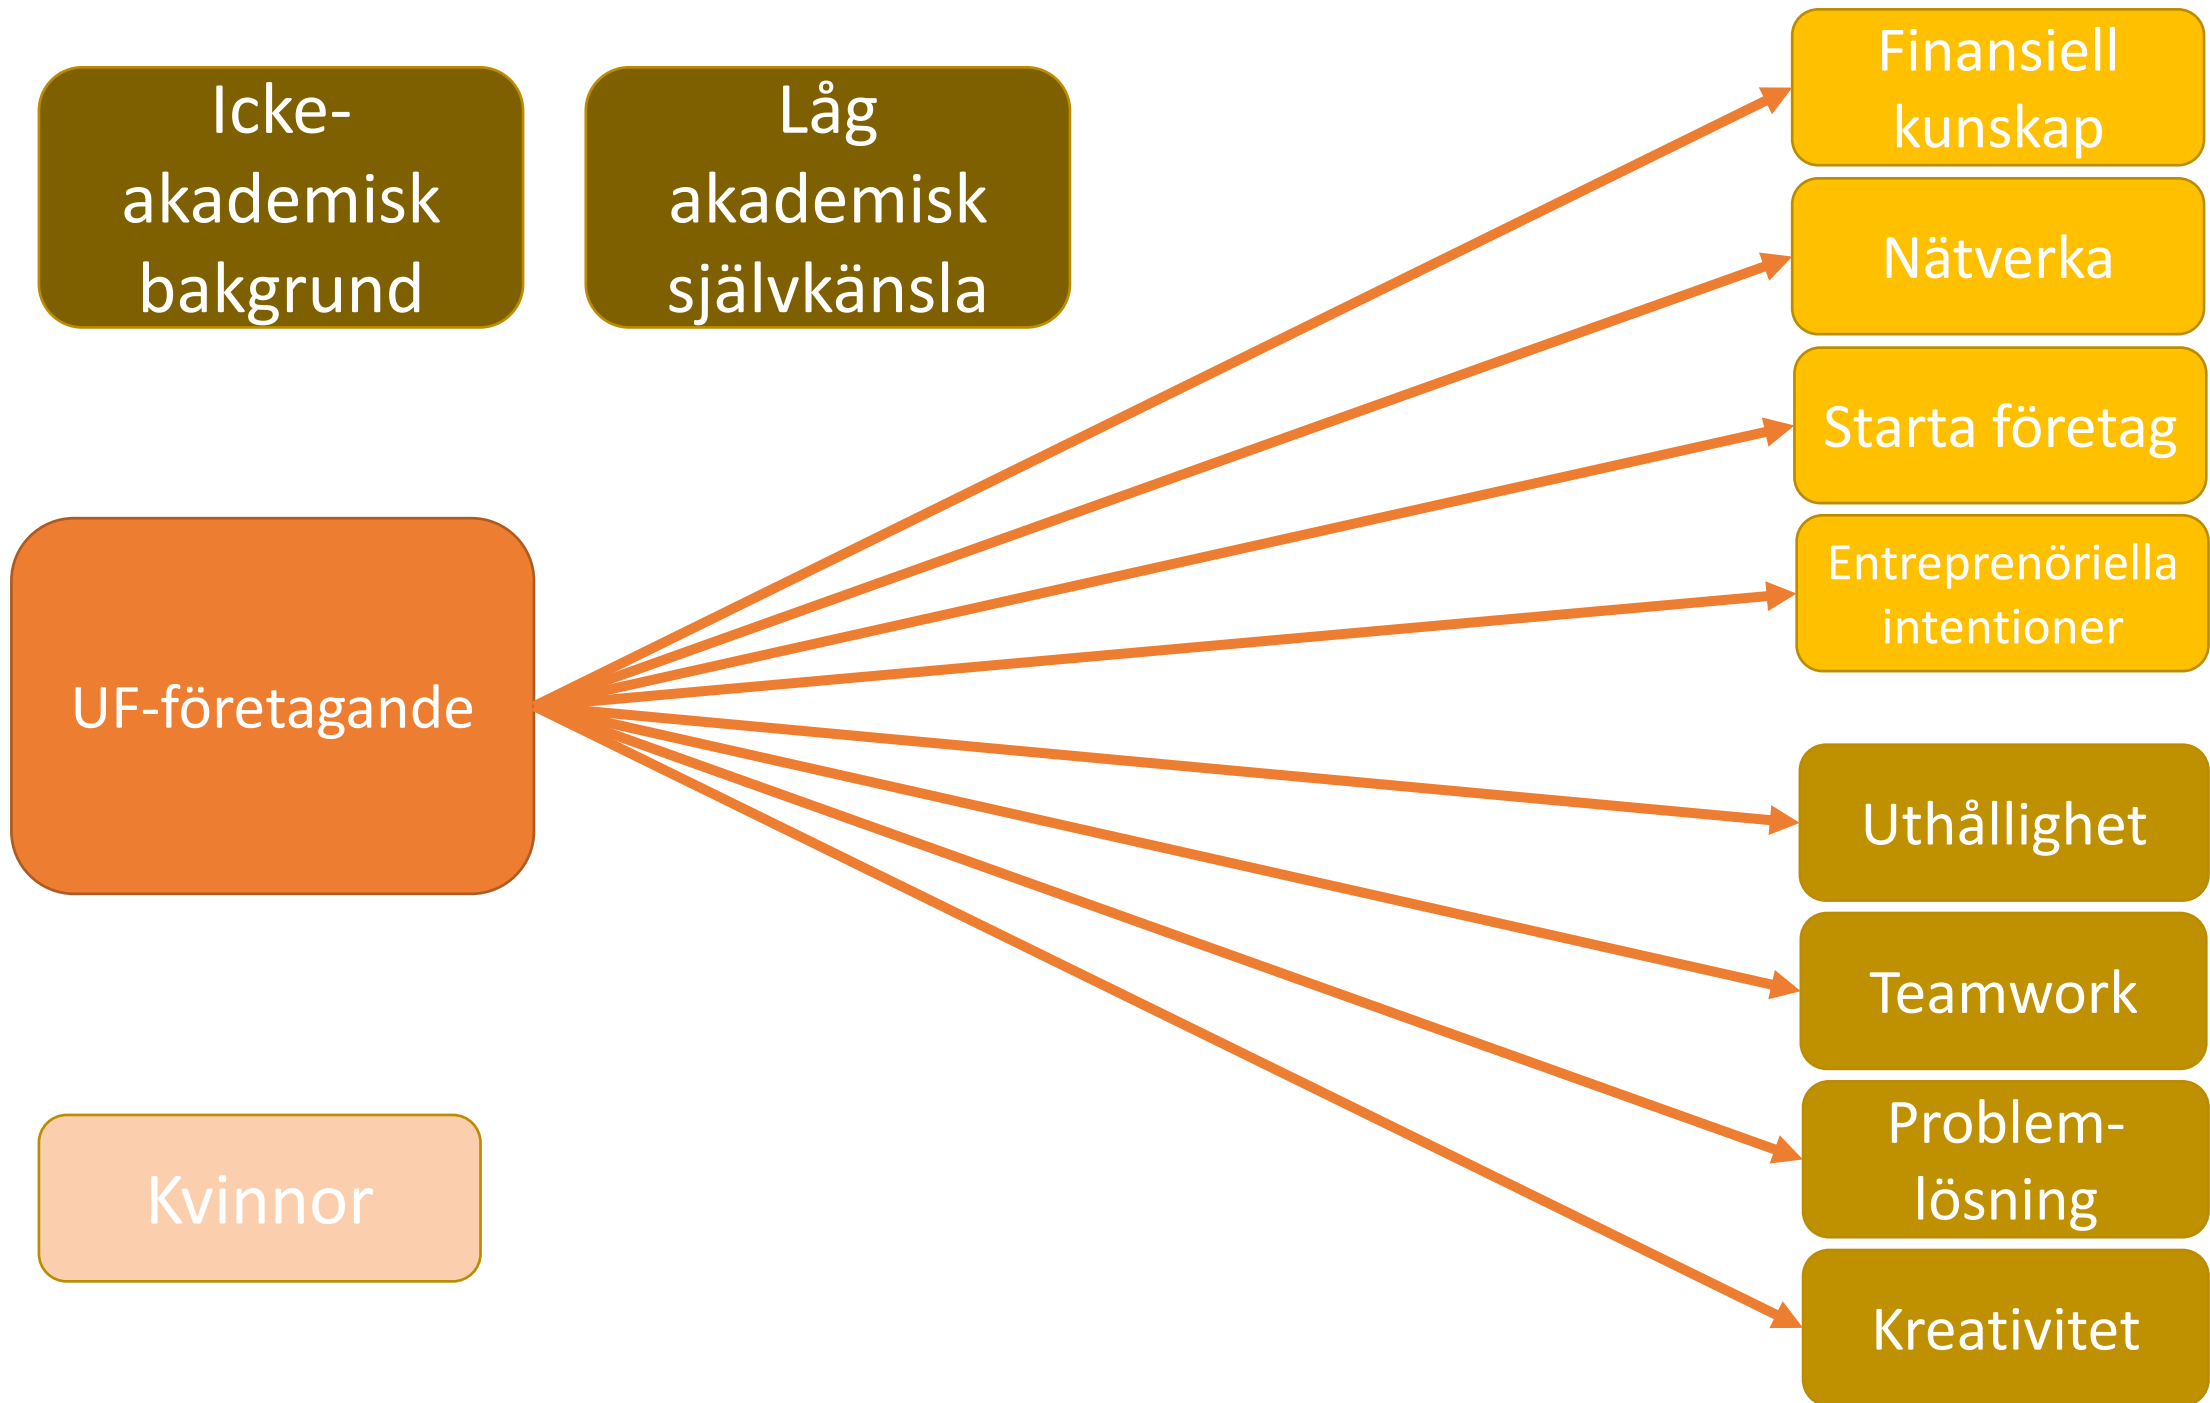 Icke-
akademisk
bakgrund
Låg
akademisk
självkänsla
UF-företagande
Kvinnor
Finansiell
kunskap
Nätverka
Starta företag
Entreprenöriella
intentioner
Uthållighet
Teamwork
Problem-
lösning
Kreativitet